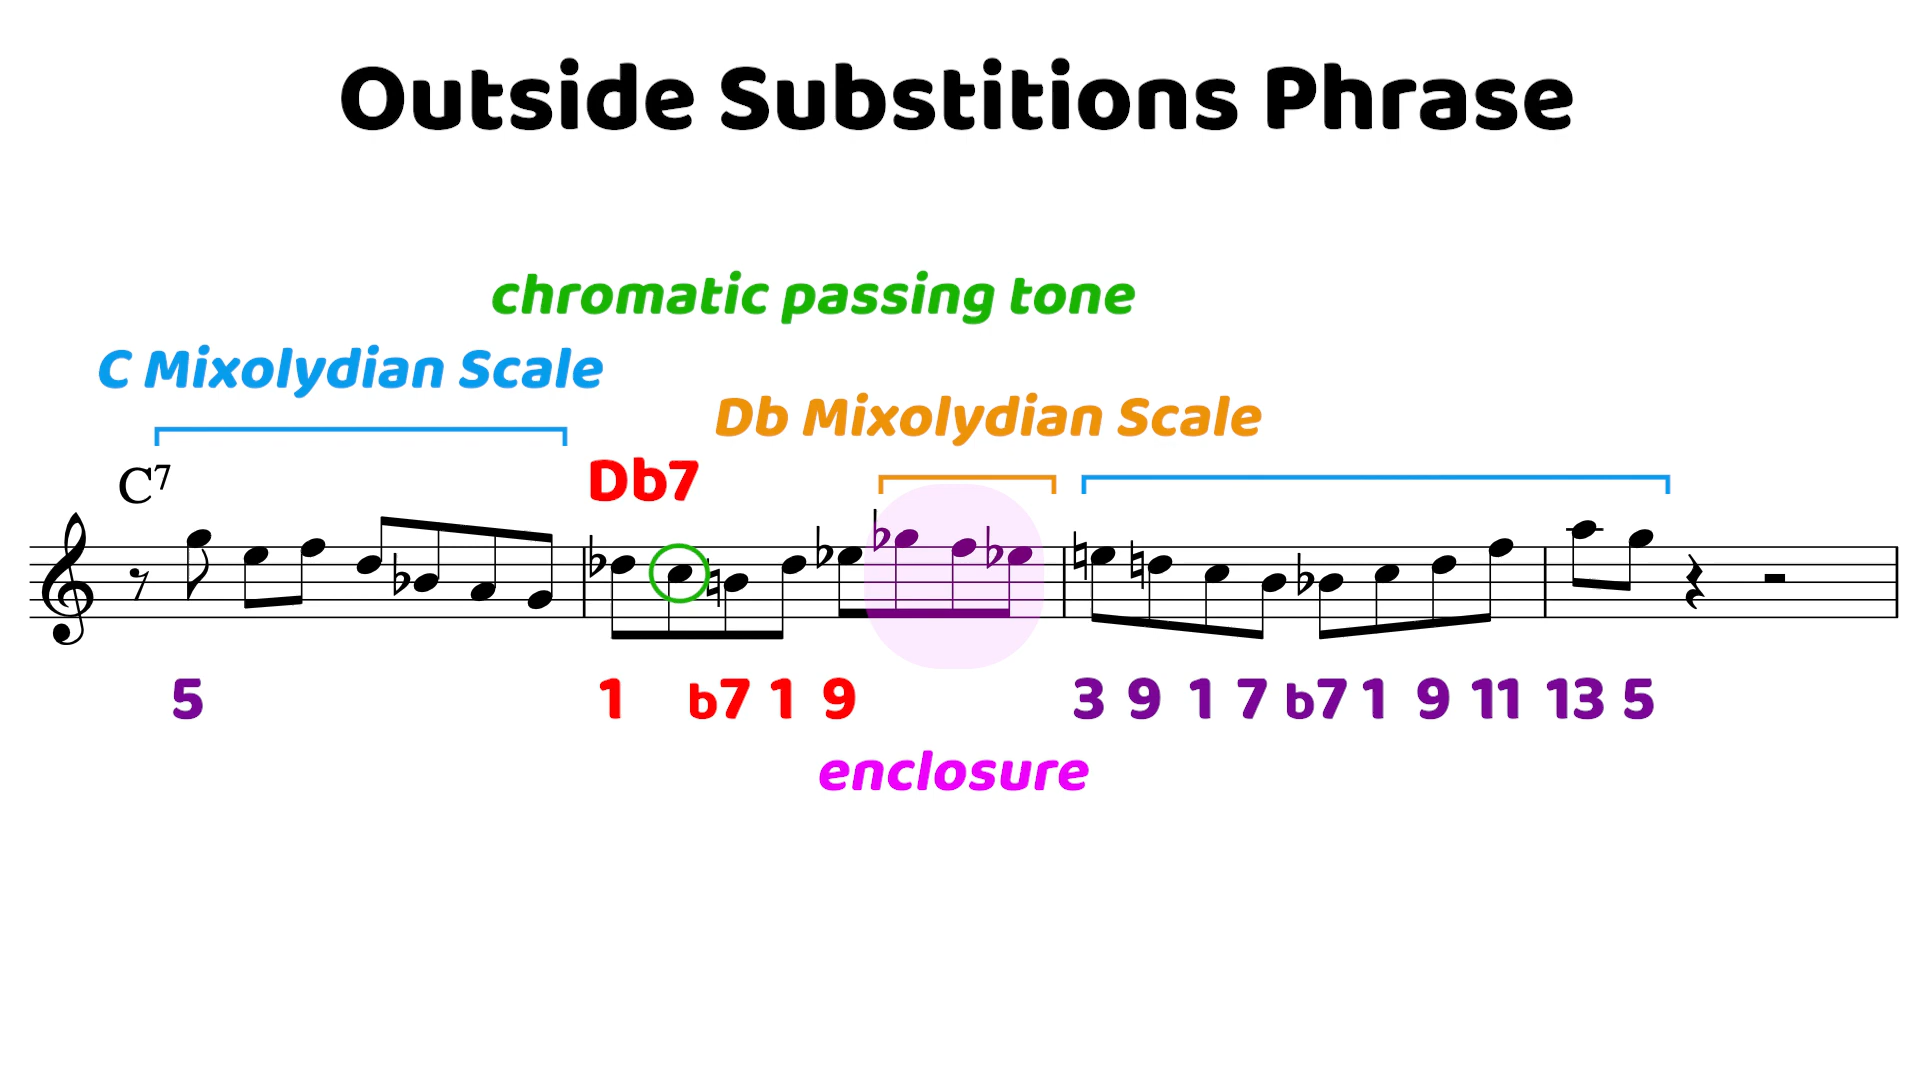 Outside Substitions Phrase
chromatic passing tone
C Mixolydian Scale
Db Mixolydian Scale
C7 Db7
5 1 b7 1 9 3 9 1 7 b7 1 9 11 13 5
enclosure